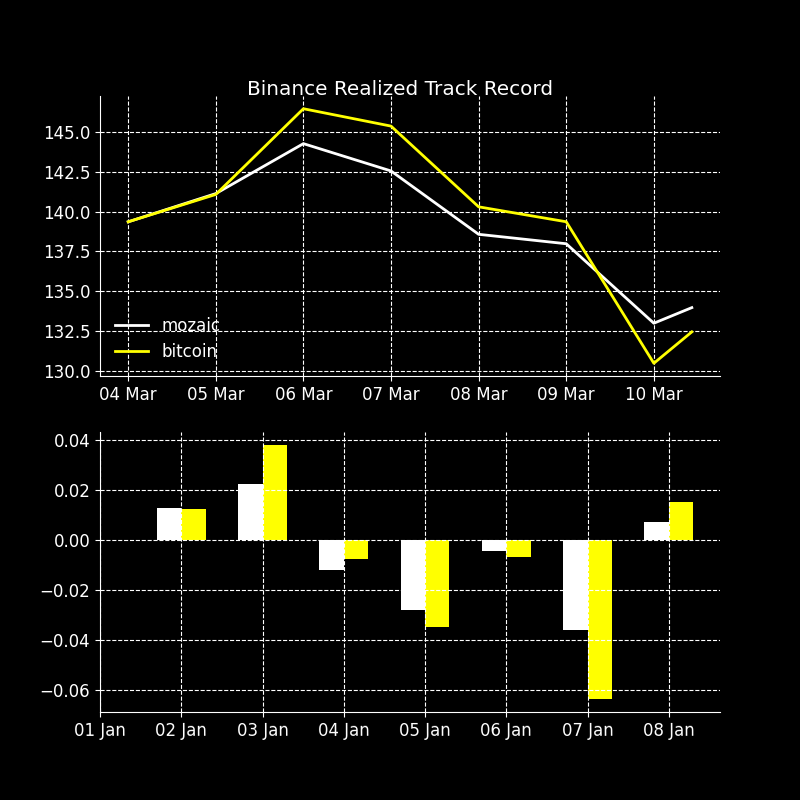 Binance Realized Track Record
145.0
142.5
140.0
137.5
135.0
132.5
130.0
mozaic
bitcoin
04 Mar 05 Mar 06 Mar 07 Mar 08 Mar 09 Mar 10 Mar
0.04
0.02
0.00
−0.02
−0.04
−0.06
01 Jan 02 Jan 03 Jan 04 Jan 05 Jan 06 Jan 07 Jan 08 Jan